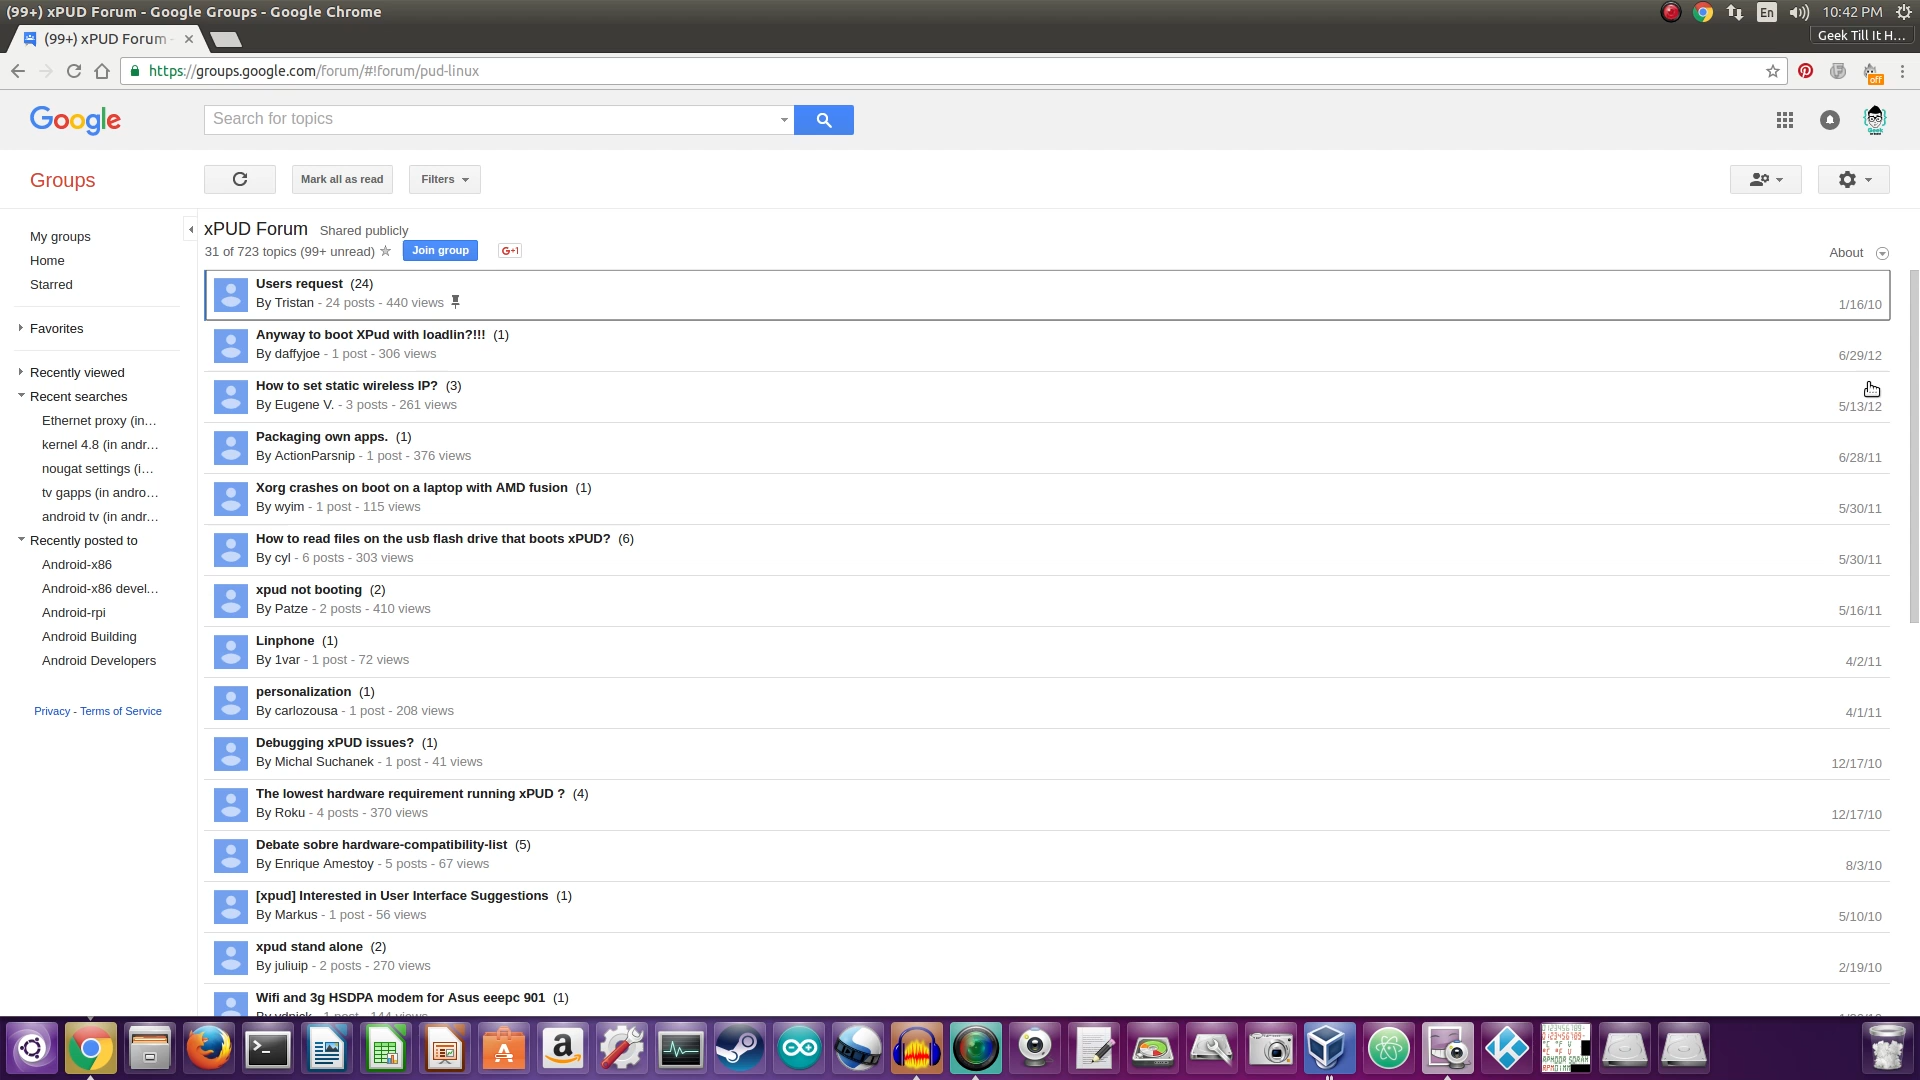 (99+) xPUD Forum - Google Groups - Google Chrome
En
10:42 PM
(99+) xPUD Forum -
Geek Till It H...
https://groups.google.com/forum/#!forum/pud-linux
off
Google
Search for topics
Groups
Mark all as read
Filters
My groups
Home
Starred
Favorites
Recently viewed
Recent searches
Ethernet proxy (in...
kernel 4.8 (in andr...
nougat settings (i...
tv gapps (in andro...
android tv (in andr...
Recently posted to
Android-x86
Android-x86 devel...
Android-rpi
Android Building
Android Developers
Privacy - Terms of Service
xPUD Forum Shared publicly
31 of 723 topics (99+ unread)
Join group
G+1
About
Users request (24)
By Tristan - 24 posts - 440 views
1/16/10
Anyway to boot XPud with loadlin?!!! (1)
By daffyjoe - 1 post - 306 views
6/29/12
How to set static wireless IP? (3)
By Eugene V. - 3 posts - 261 views
5/13/12
Packaging own apps. (1)
By ActionParsnip - 1 post - 376 views
6/28/11
Xorg crashes on boot on a laptop with AMD fusion (1)
By wyim - 1 post - 115 views
5/30/11
How to read files on the usb flash drive that boots xPUD? (6)
By cyl - 6 posts - 303 views
5/30/11
xpud not booting (2)
By Patze - 2 posts - 410 views
5/16/11
Linphone (1)
By 1var - 1 post - 72 views
4/2/11
personalization (1)
By carlozousa - 1 post - 208 views
4/1/11
Debugging xPUD issues? (1)
By Michal Suchanek - 1 post - 41 views
12/17/10
The lowest hardware requirement running xPUD ? (4)
By Roku - 4 posts - 370 views
12/17/10
Debate sobre hardware-compatibility-list (5)
By Enrique Amestoy - 5 posts - 67 views
8/3/10
[xpud] Interested in User Interface Suggestions (1)
By Markus - 1 post - 56 views
5/10/10
xpud stand alone (2)
By juliuip - 2 posts - 270 views
2/19/10
Wifi and 3g HSDPA modem for Asus eeepc 901 (1)